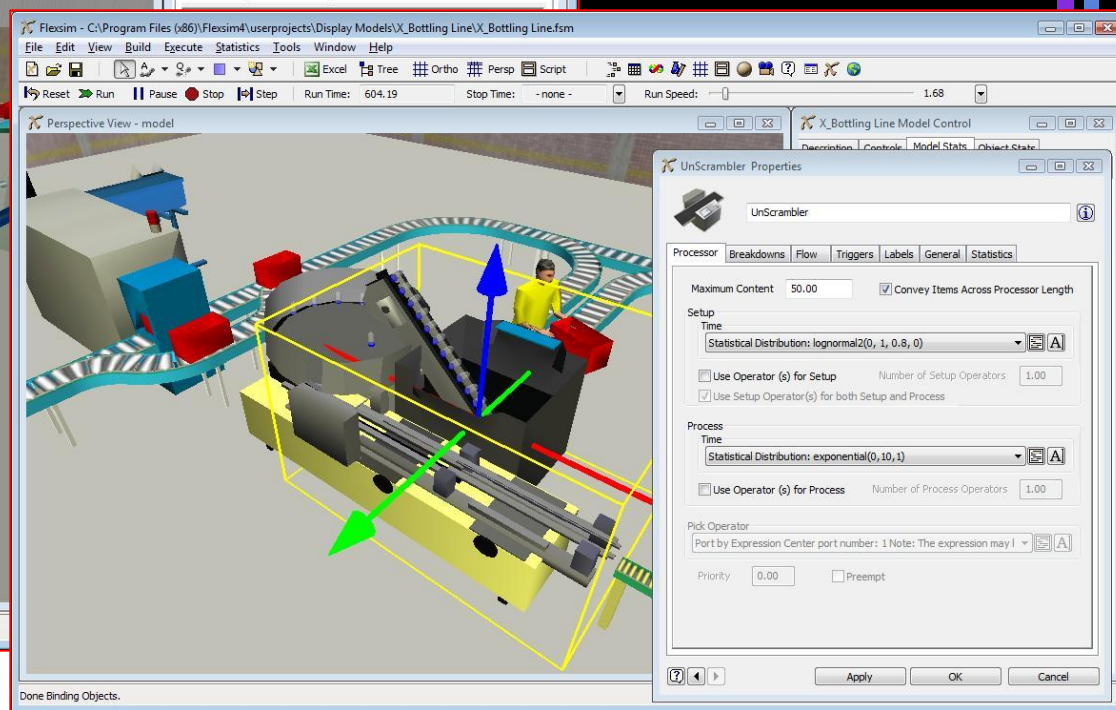 Flexsim - C:\Program Files (x86)\Flexsim4\userprojects\Display Models\X_Bottling Line\X_Bottling Line.fsm
File Edit View Build Execute Statistics Tools Window Help
Excel Tree Ortho Persp Script
Reset Run Pause Stop Step Run Time: 604.19 Stop Time: - none - Run Speed: 1.68
Perspective View - model
X_Bottling Line Model Control
Description Controls Model Stats Object Stats
UnScrambler Properties
UnScrambler
Processor Breakdowns Flow Triggers Labels General Statistics
Maximum Content 50.00 Convey Items Across Processor Length
Setup
Time
Statistical Distribution: lognormal2(0, 1, 0.8, 0)
A
Use Operator (s) for Setup Number of Setup Operators 1.00
Use Setup Operator(s) for both Setup and Process
Process
Time
Statistical Distribution: exponential(0,10,1)
A
Use Operator (s) for Process Number of Process Operators 1.00
Pick Operator
Port by Expression Center port number: 1 Note: The expression may
A
Priority 0.00 Preempt
Apply OK Cancel
Done Binding Objects.